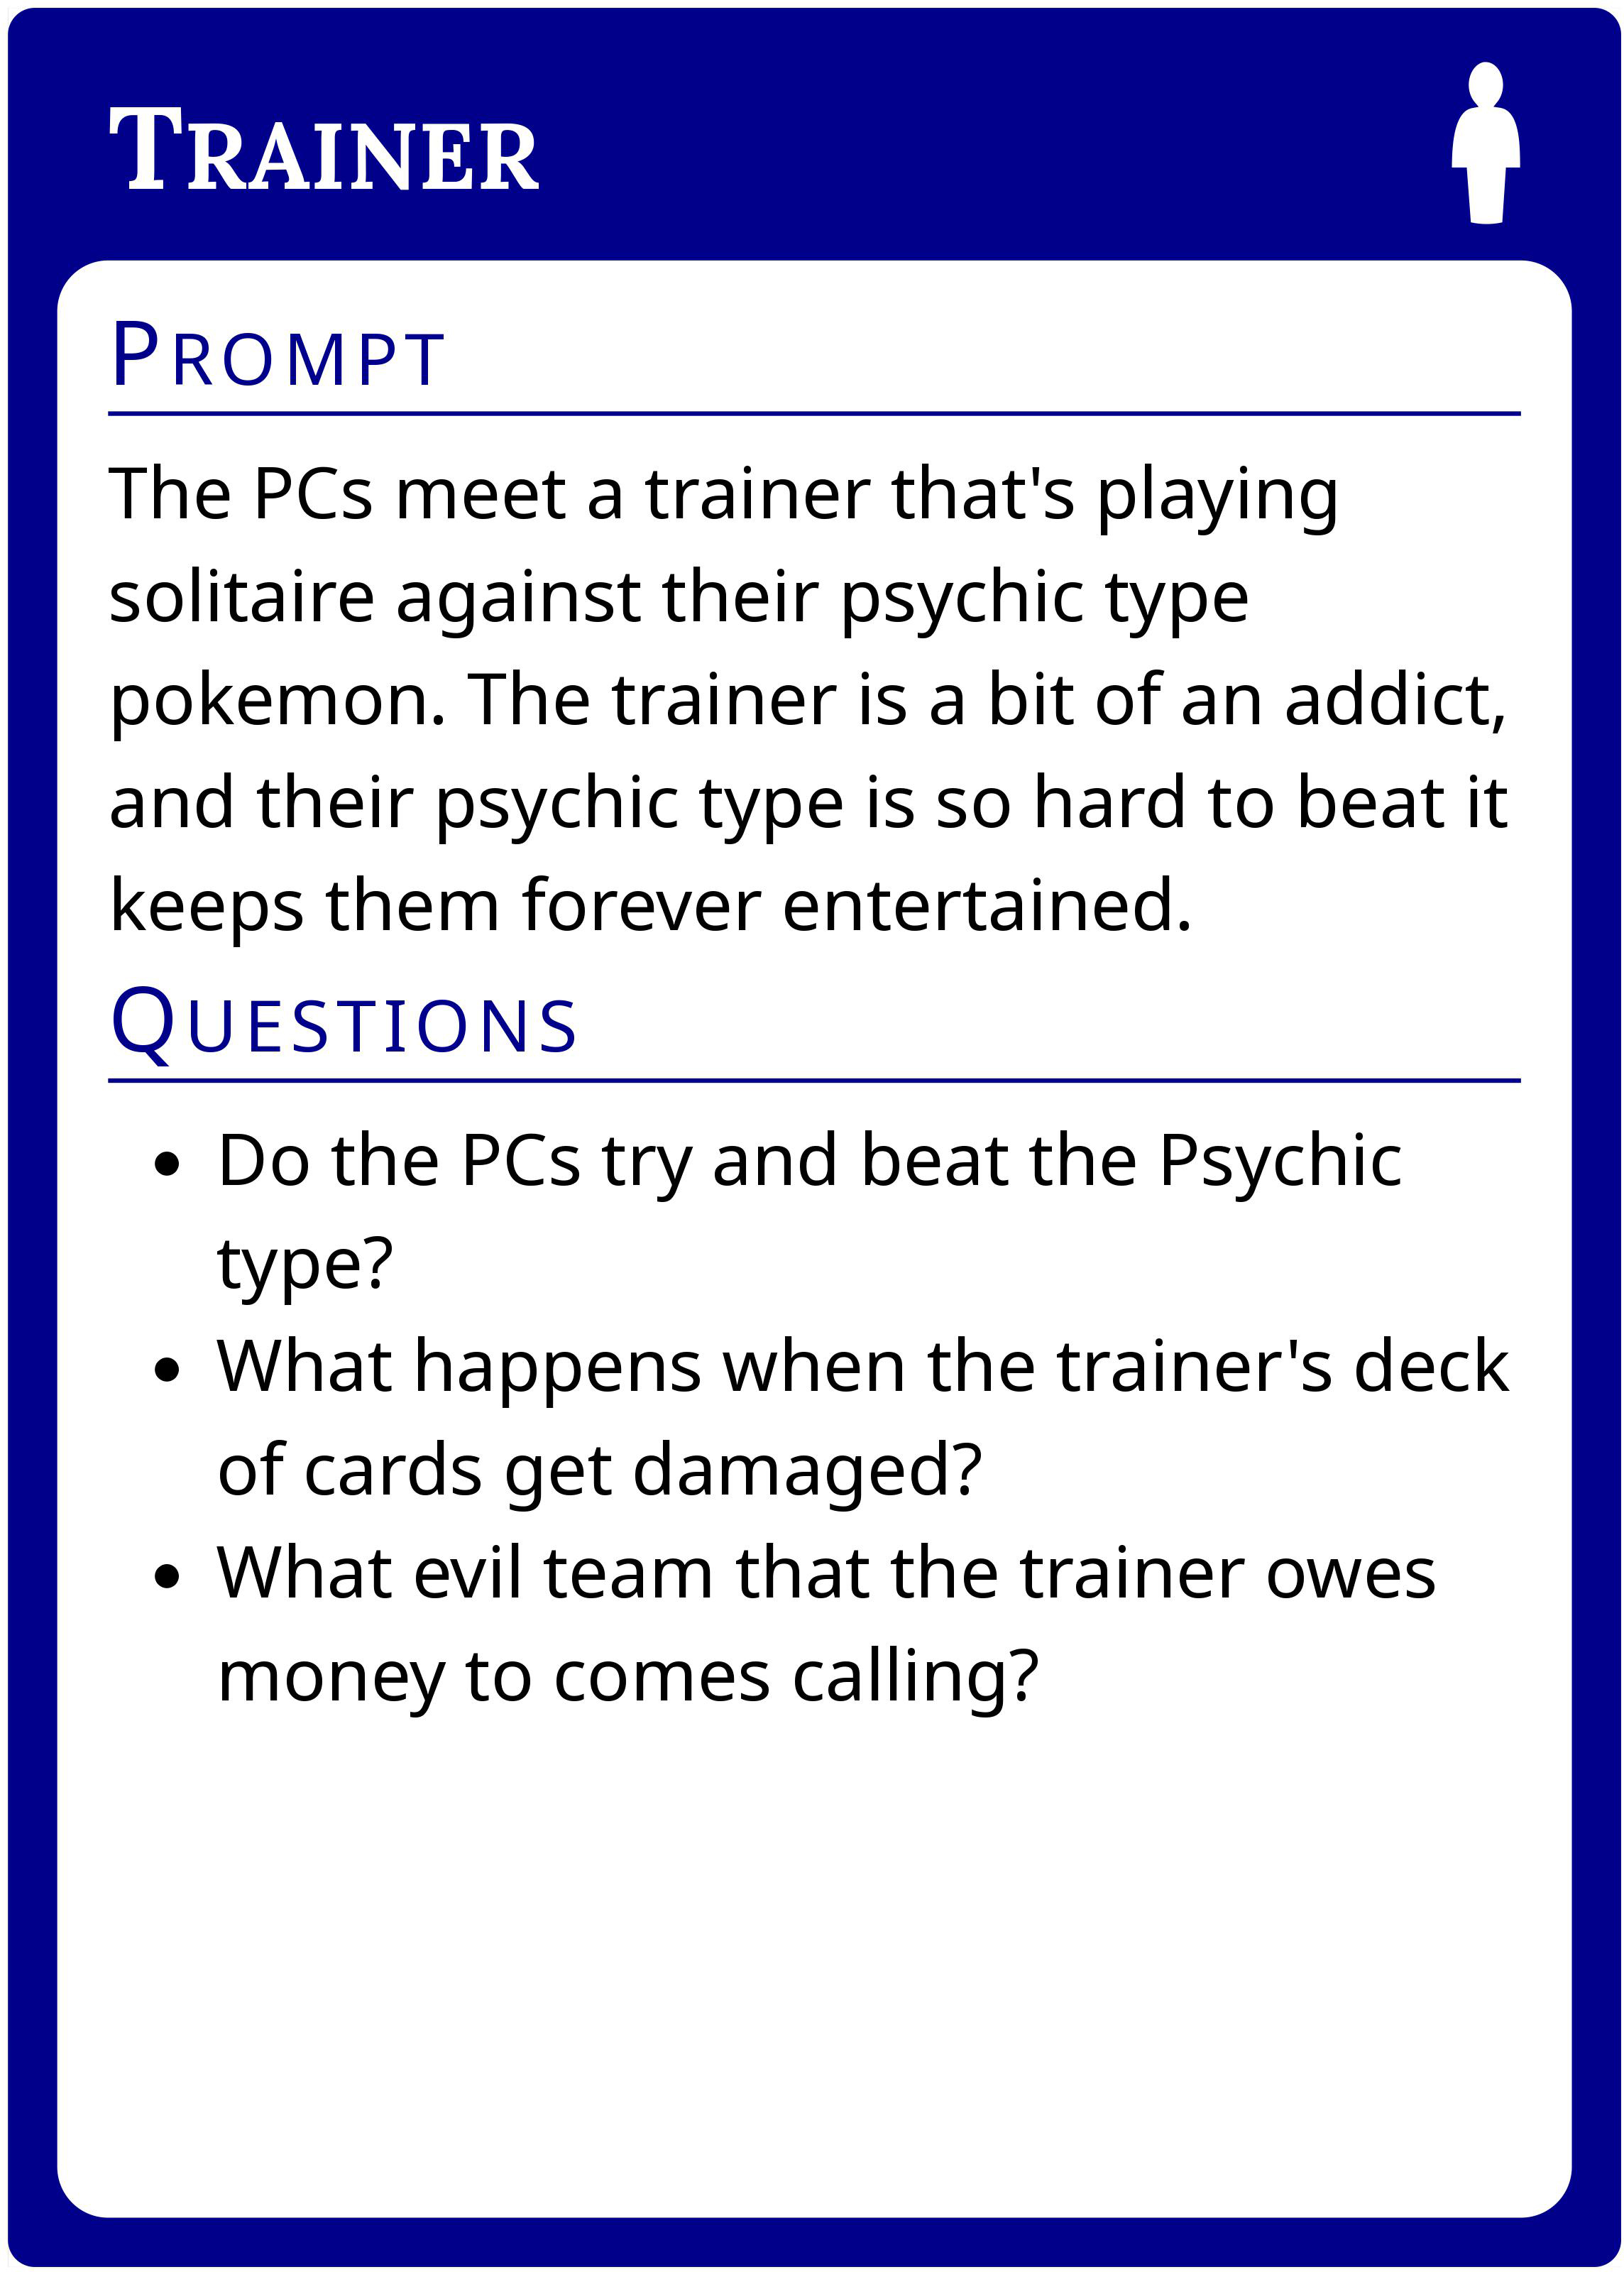 TRAINER
PROMPT
The PCs meet a trainer that's playing
solitaire against their psychic type
pokemon. The trainer is a bit of an addict,
and their psychic type is so hard to beat it
keeps them forever entertained.
QUESTIONS
• Do the PCs try and beat the Psychic
type?
• What happens when the trainer's deck
of cards get damaged?
• What evil team that the trainer owes
money to comes calling?